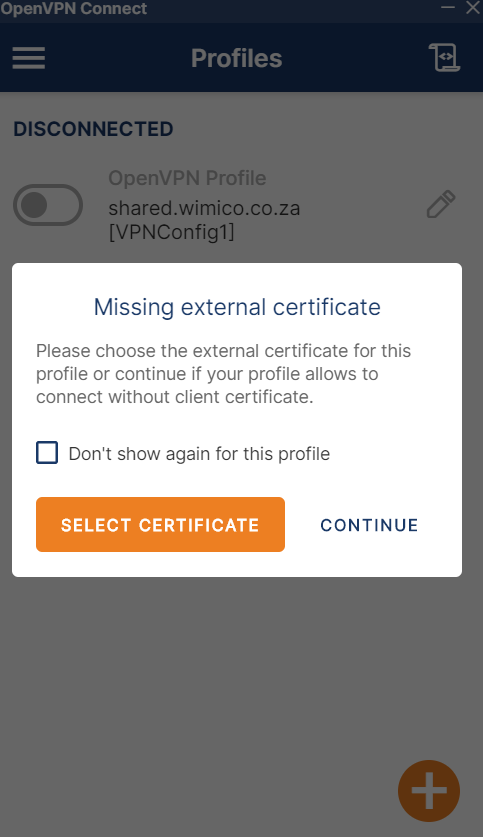 OpenVPN Connect
Profiles
DISCONNECTED
OpenVPN Profile
shared.wimico.co.za
[VPNConfig1]
Missing external certificate
Please choose the external certificate for this
profile or continue if your profile allows to
connect without client certificate.
Don't show again for this profile
SELECT CERTIFICATE
CONTINUE